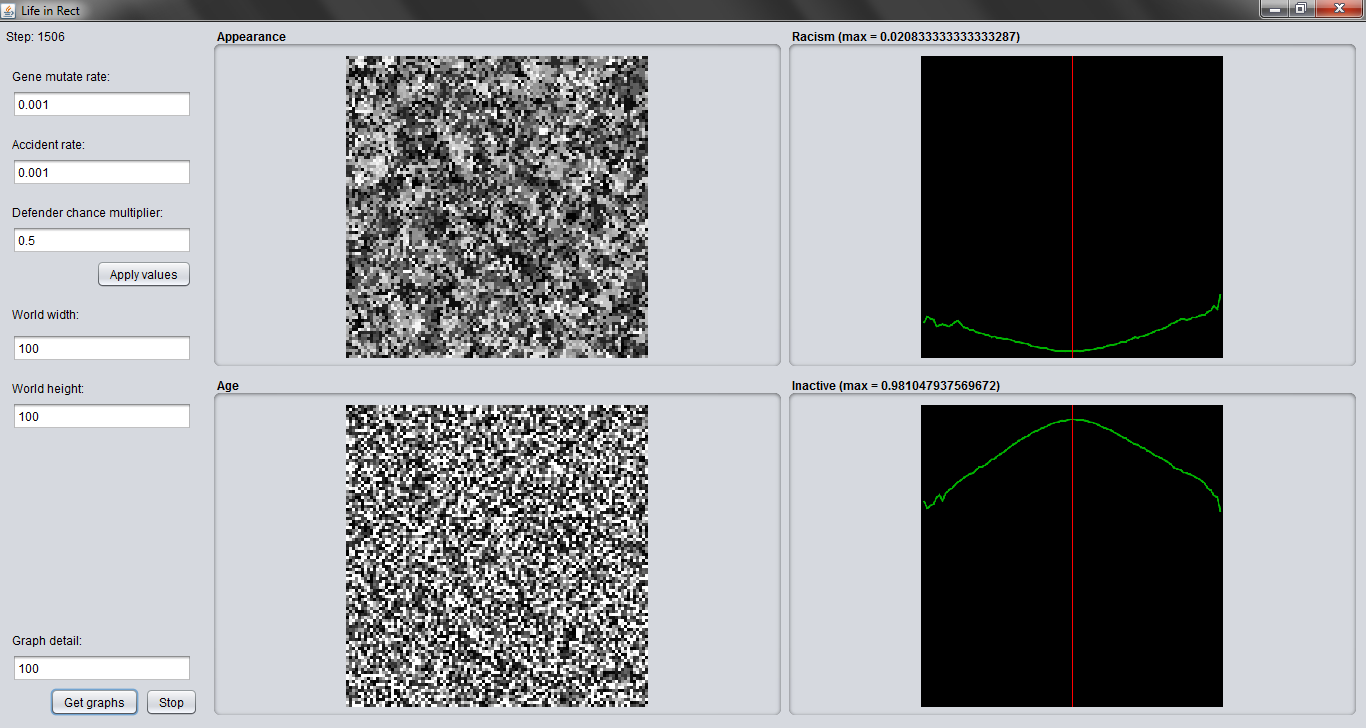 Life in Rect
Step: 1506
Gene mutate rate:
0.001
Accident rate:
0.001
Defender chance multiplier:
0.5
Apply values
World width:
100
World height:
100
Graph detail:
100
Get graphs
Stop
Appearance
Racism (max = 0.020833333333333287)
Age
Inactive (max = 0.981047937569672)